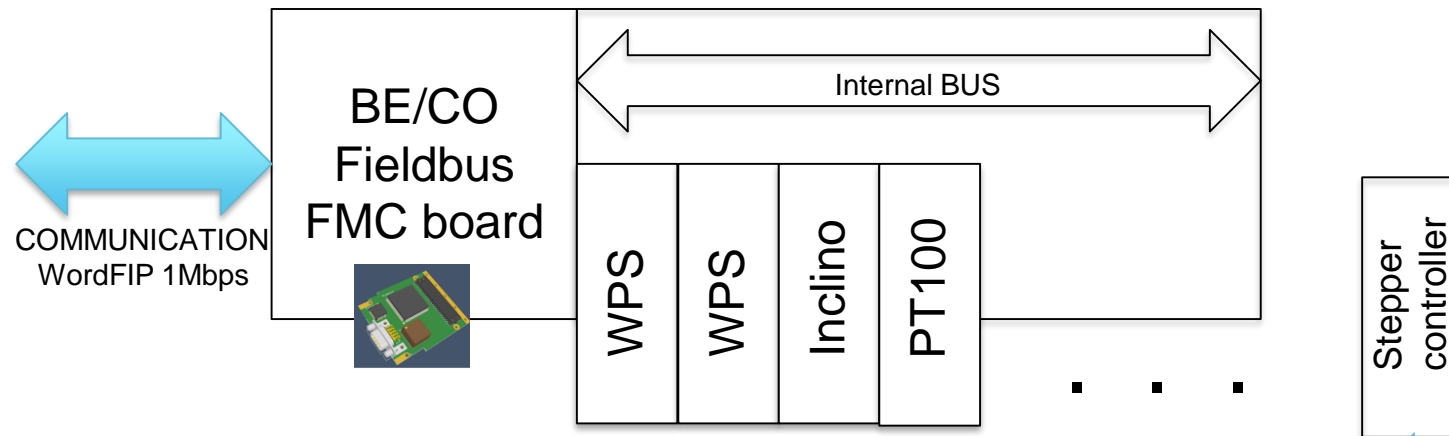 Internal BUS
BE/CO
Fieldbus
FMC board
COMMUNICATION
WordFIP 1Mbps
WPS
WPS
Inclino
PT100
. . .
Stepper
controller